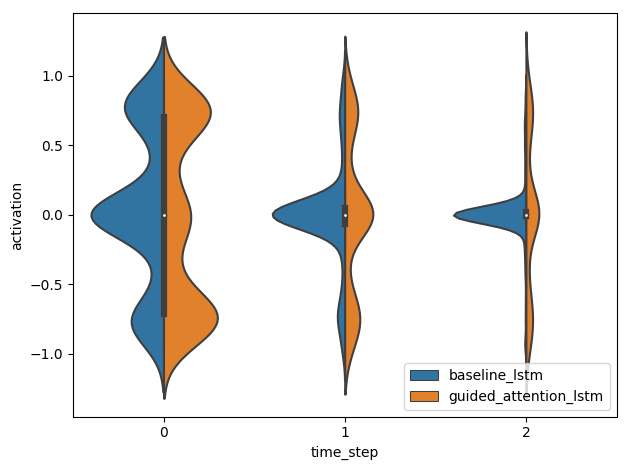 1.0
0.5
0.0
−0.5
−1.0
activation
0
1
2
time_step
baseline_lstm
guided_attention_lstm